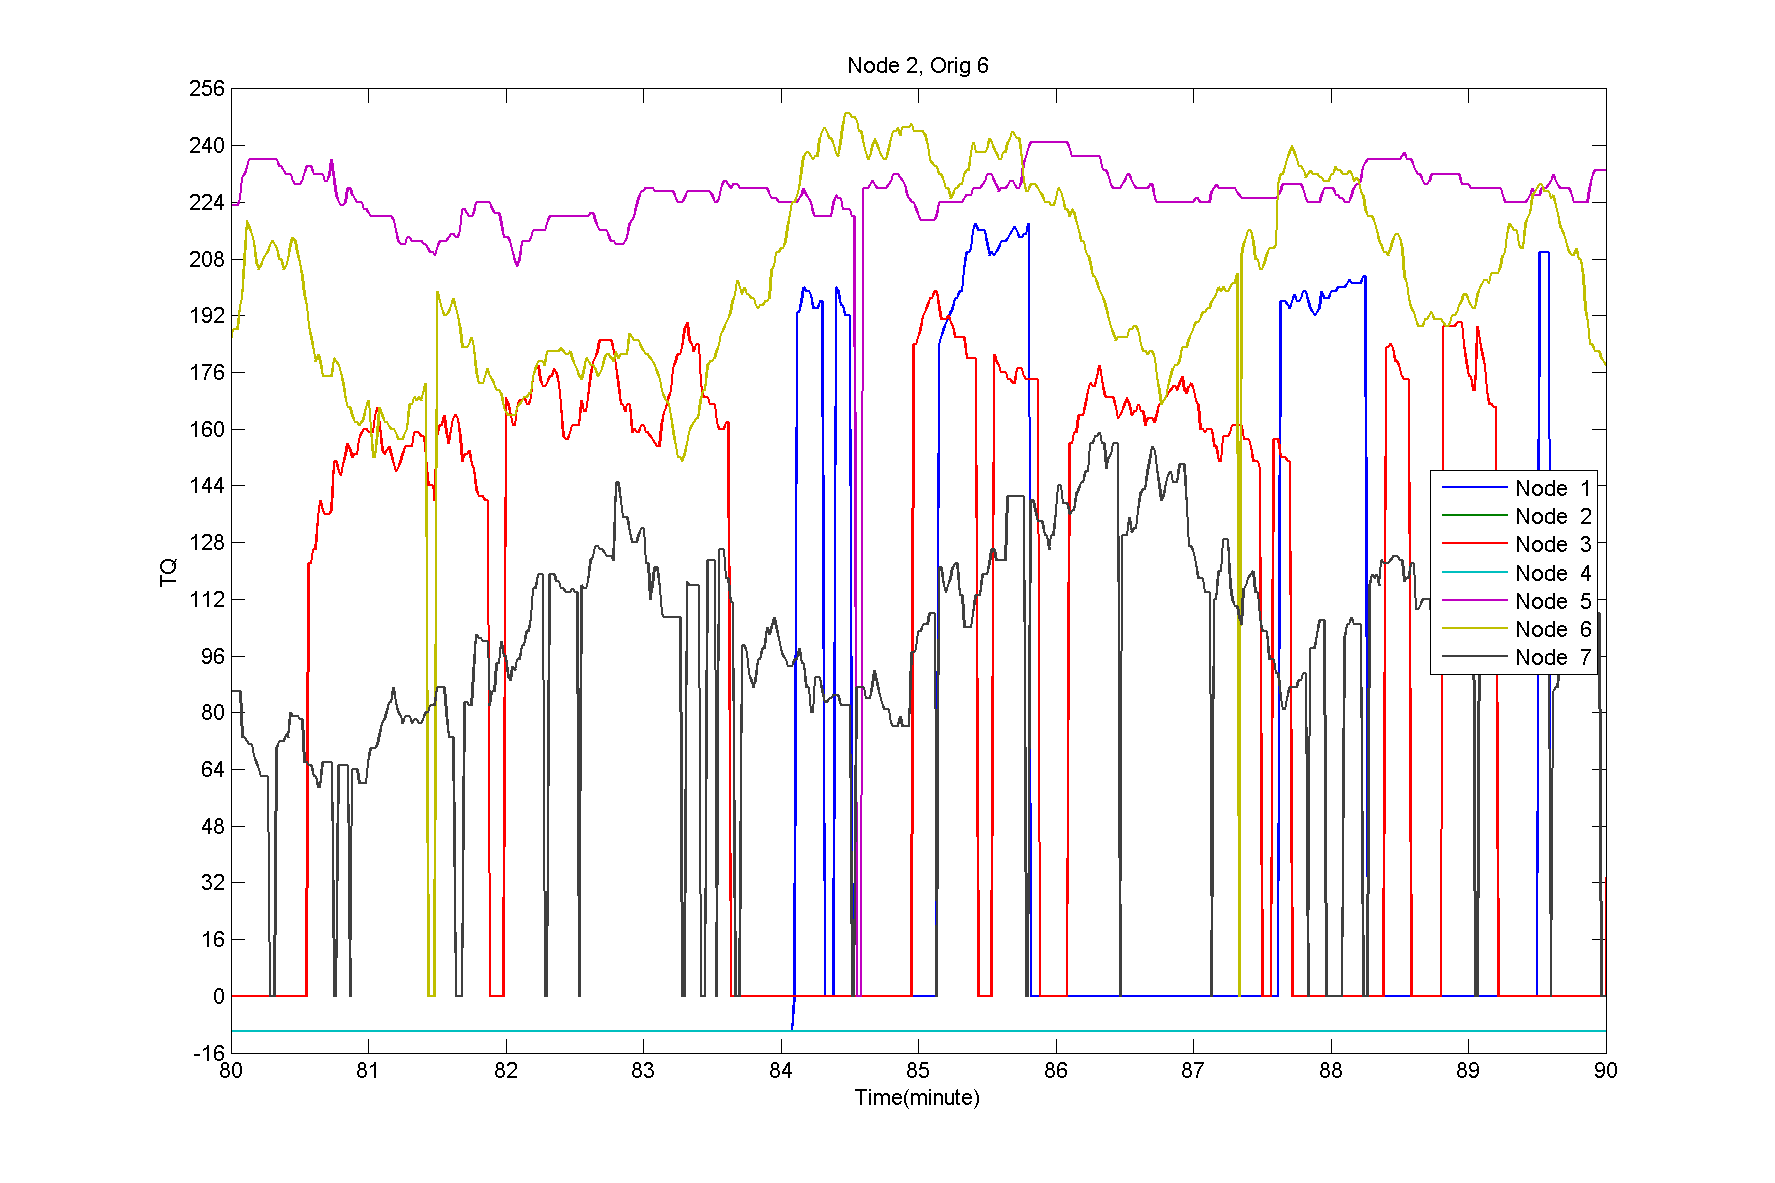 Node 2, Orig 6
256
240
224
208
192
176
160
144
128
112
96
80
64
48
32
16
0
-16
TQ
80 81 82 83 84 85 86 87 88 89 90
Time(minute)
Node 1
Node 2
Node 3
Node 4
Node 5
Node 6
Node 7